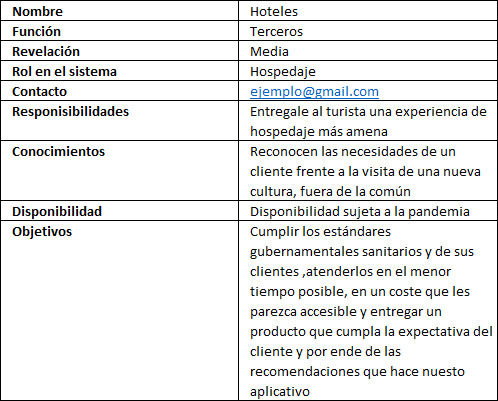 Nombre Hoteles
Función Terceros
Revelación Media
Rol en el sistema Hospedaje
Contacto ejemplo@gmail.com
Responisibilidades Entregale al turista una experiencia de
hospedaje más amena
Conocimientos Reconocen las necesidades de un
cliente frente a la visita de una nueva
cultura, fuera de la común
Disponibilidad Disponibilidad sujeta a la pandemia
Objetivos Cumplir los estándares
gubernamentales sanitarios y de sus
clientes ,atenderlos en el menor
tiempo posible, en un coste que les
parezca accesible y entregar un
producto que cumpla la expectativa del
cliente y por ende de las
recomendaciones que hace nuesto
aplicativo